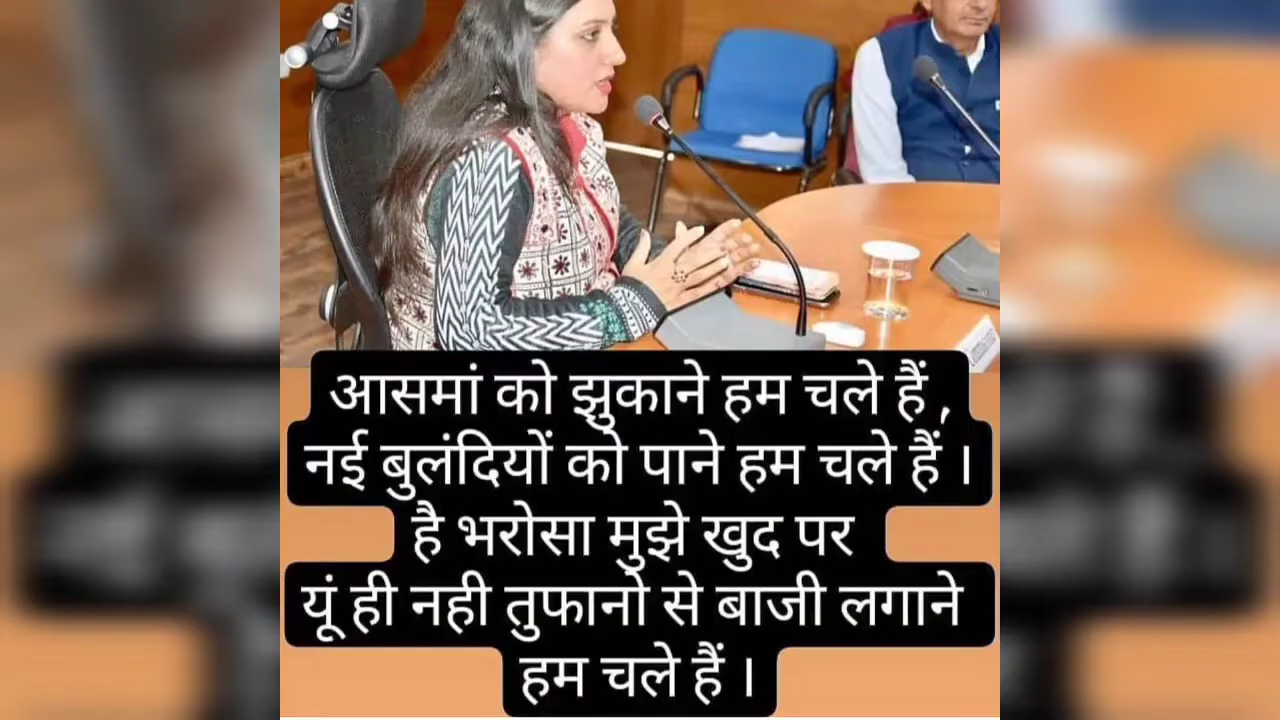 आसमां को झुकाने हम चले हैं ,
नई बुलंदियों को पाने हम चले हैं ।
है भरोसा मुझे खुद पर
यूं ही नही तुफानो से बाजी लगाने
हम चले हैं ।